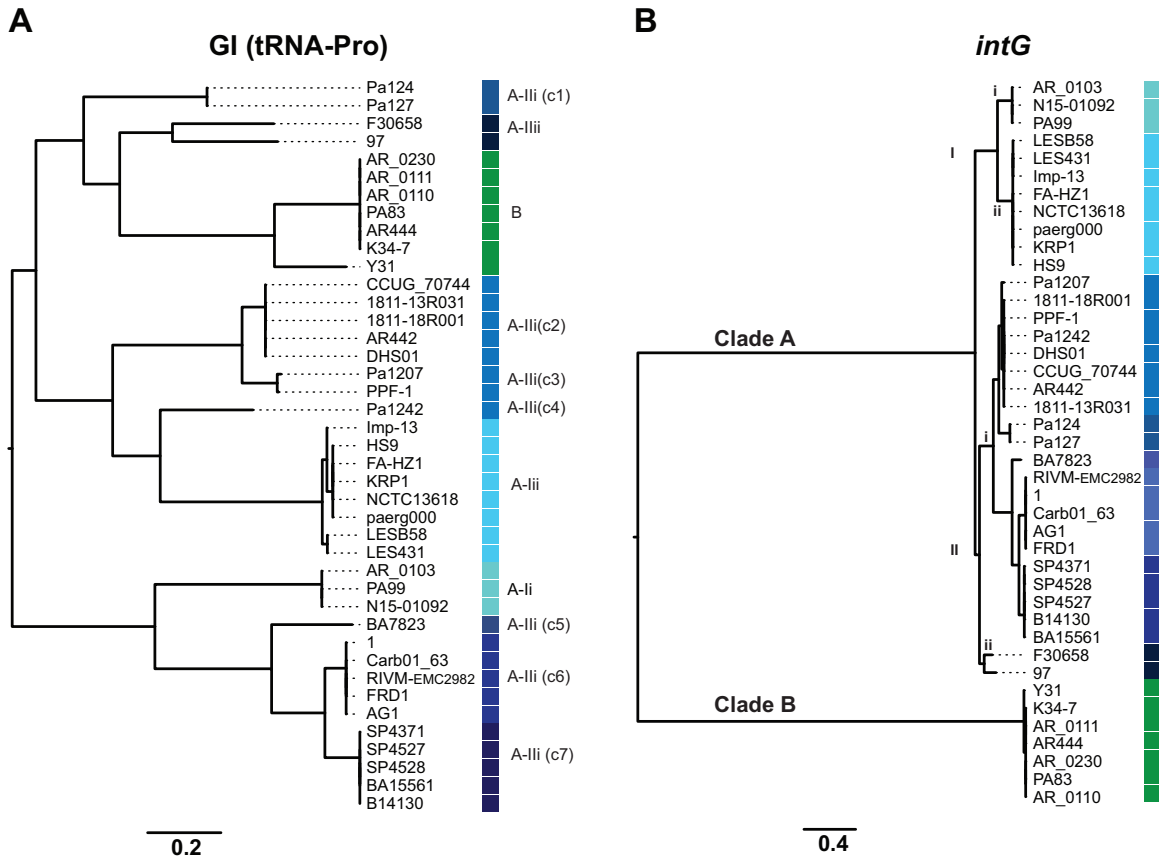 A
GI (tRNA-Pro)
Pa124
Pa127
F30658
97
AR_0230
AR_0111
AR_0110
PA83
AR444
K34-7
Y31
CCUG_70744
1811-13R031
1811-18R001
AR442
DHS01
Pa1207
PPF-1
Pa1242
Imp-13
HS9
FA-HZ1
KRP1
NCTC13618
paerg000
LESB58
LES431
AR_0103
PA99
N15-01092
BA7823
1
Carb01_63
RIVM-EMC2982
FRD1
AG1
SP4371
SP4527
SP4528
BA15561
B14130
A-IIi (c1)
A-IIii
B
A-IIi(c2)
A-IIi(c3)
A-IIi(c4)
A-Iii
A-Ii
A-IIi (c5)
A-IIi (c6)
A-IIi (c7)
0.2
B
intG
Clade A
Clade B
I
i
ii
II
i
ii
AR_0103
N15-01092
PA99
LESB58
LES431
Imp-13
FA-HZ1
NCTC13618
paerg000
KRP1
HS9
Pa1207
1811-18R001
PPF-1
Pa1242
DHS01
CCUG_70744
AR442
1811-13R031
Pa124
Pa127
BA7823
RIVM-EMC2982
1
Carb01_63
AG1
FRD1
SP4371
SP4528
SP4527
B14130
BA15561
F30658
97
Y31
K34-7
AR_0111
AR444
AR_0230
PA83
AR_0110
0.4